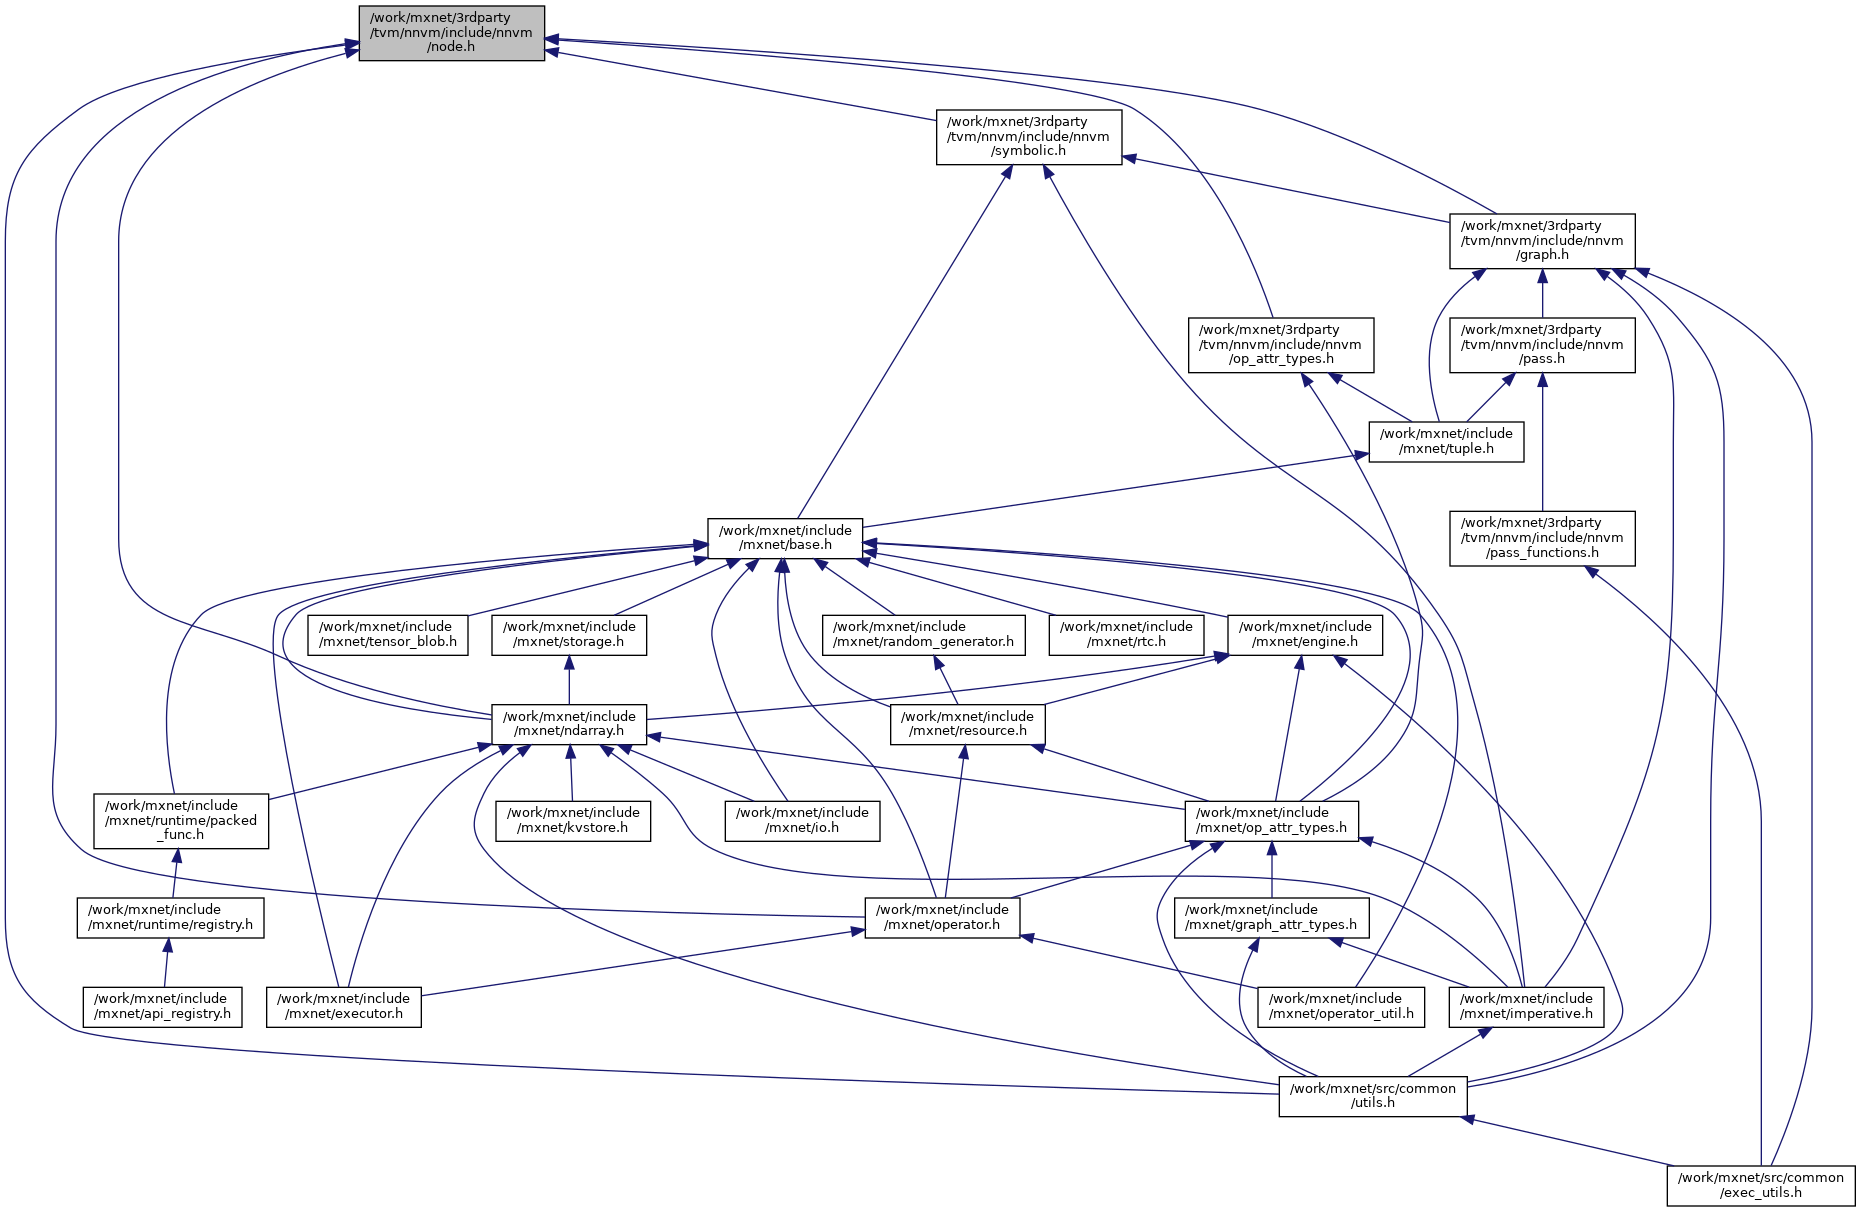 /work/mxnet/3rdparty
/tvm/nnvm/include/nnvm
/node.h
/work/mxnet/3rdparty
/tvm/nnvm/include/nnvm
/symbolic.h
/work/mxnet/3rdparty
/tvm/nnvm/include/nnvm
/graph.h
/work/mxnet/3rdparty
/tvm/nnvm/include/nnvm
/op_attr_types.h
/work/mxnet/3rdparty
/tvm/nnvm/include/nnvm
/pass.h
/work/mxnet/include
/mxnet/tuple.h
/work/mxnet/include
/mxnet/base.h
/work/mxnet/3rdparty
/tvm/nnvm/include/nnvm
/pass_functions.h
/work/mxnet/include
/mxnet/tensor_blob.h
/work/mxnet/include
/mxnet/storage.h
/work/mxnet/include
/mxnet/random_generator.h
/work/mxnet/include
/mxnet/rtc.h
/work/mxnet/include
/mxnet/engine.h
/work/mxnet/include
/mxnet/ndarray.h
/work/mxnet/include
/mxnet/resource.h
/work/mxnet/include
/mxnet/runtime/packed
_func.h
/work/mxnet/include
/mxnet/kvstore.h
/work/mxnet/include
/mxnet/io.h
/work/mxnet/include
/mxnet/op_attr_types.h
/work/mxnet/include
/mxnet/runtime/registry.h
/work/mxnet/include
/mxnet/operator.h
/work/mxnet/include
/mxnet/graph_attr_types.h
/work/mxnet/include
/mxnet/api_registry.h
/work/mxnet/include
/mxnet/executor.h
/work/mxnet/include
/mxnet/operator_util.h
/work/mxnet/include
/mxnet/imperative.h
/work/mxnet/src/common
/utils.h
/work/mxnet/src/common
/exec_utils.h